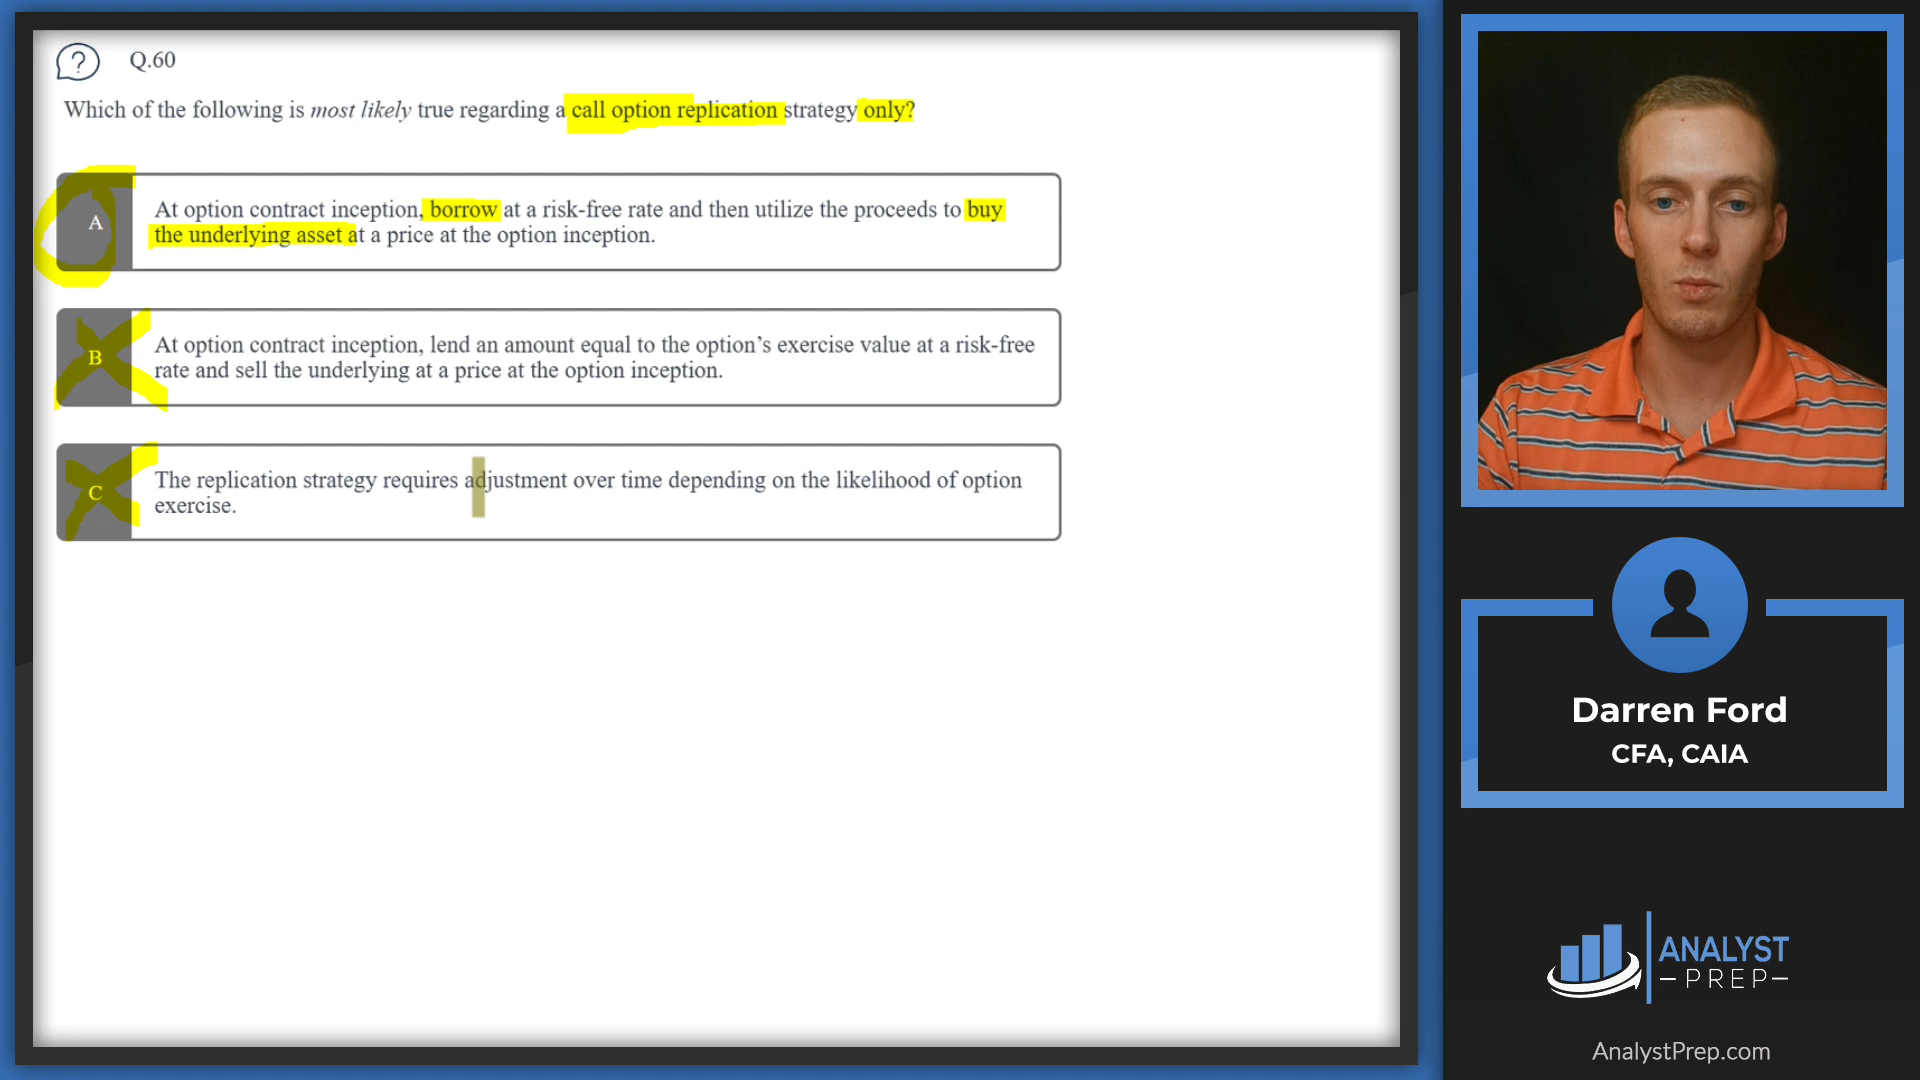 ? Q.60
Which of the following is most likely true regarding a call option replication strategy only?
A
At option contract inception, borrow at a risk-free rate and then utilize the proceeds to buy
the underlying asset at a price at the option inception.
B
At option contract inception, lend an amount equal to the option’s exercise value at a risk-free
rate and sell the underlying at a price at the option inception.
C
The replication strategy requires adjustment over time depending on the likelihood of option
exercise.
Darren Ford
CFA, CAIA
ANALYST
PREP
AnalystPrep.com